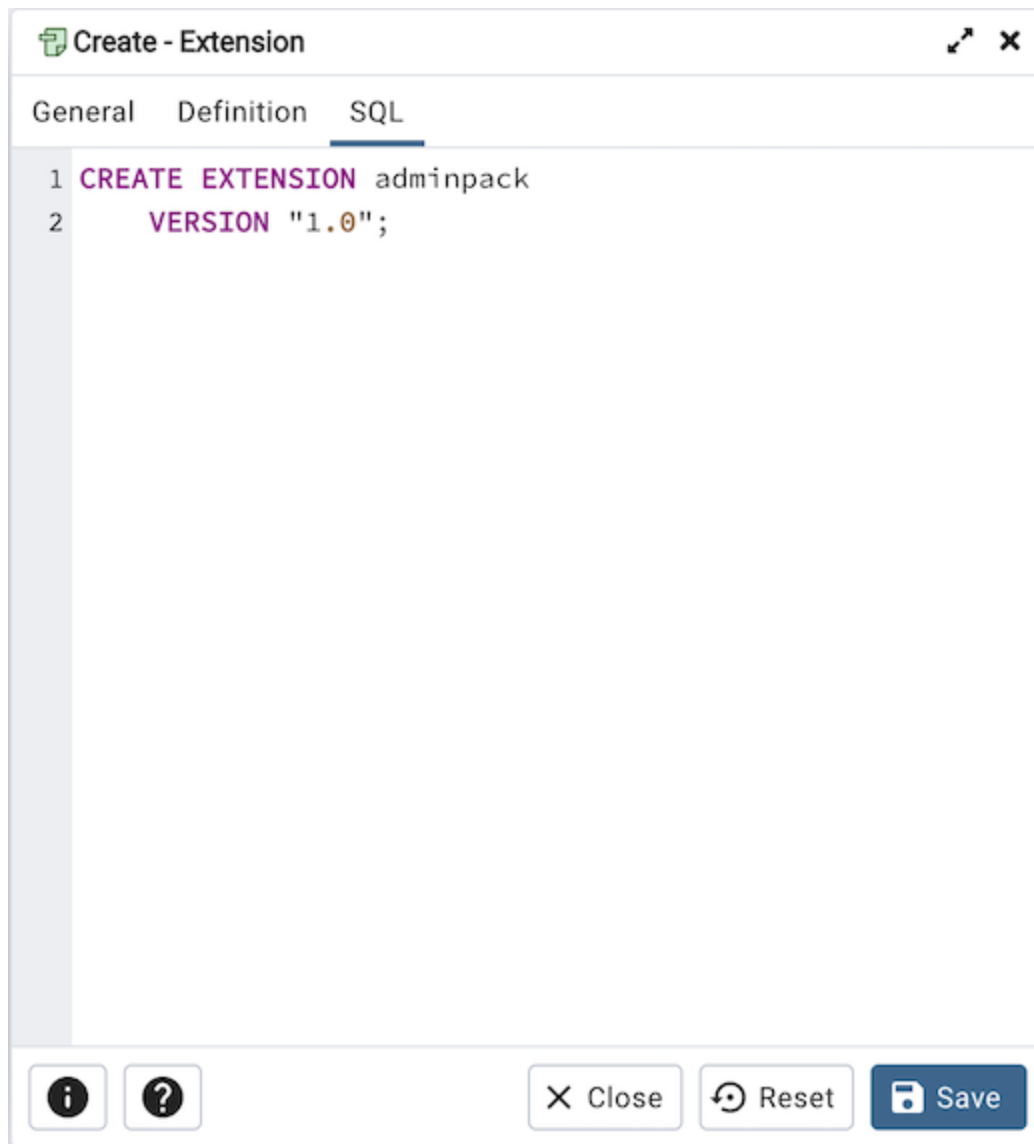 Create - Extension
General Definition SQL
1 CREATE EXTENSION adminpack
2 VERSION "1.0";
Close Reset Save